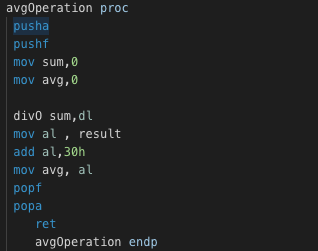 avgOperation proc
pusha
pushf
mov sum,0
mov avg,0
divO sum,dl
mov al , result
add al,30h
mov avg, al
popf
popa
ret
avgOperation endp